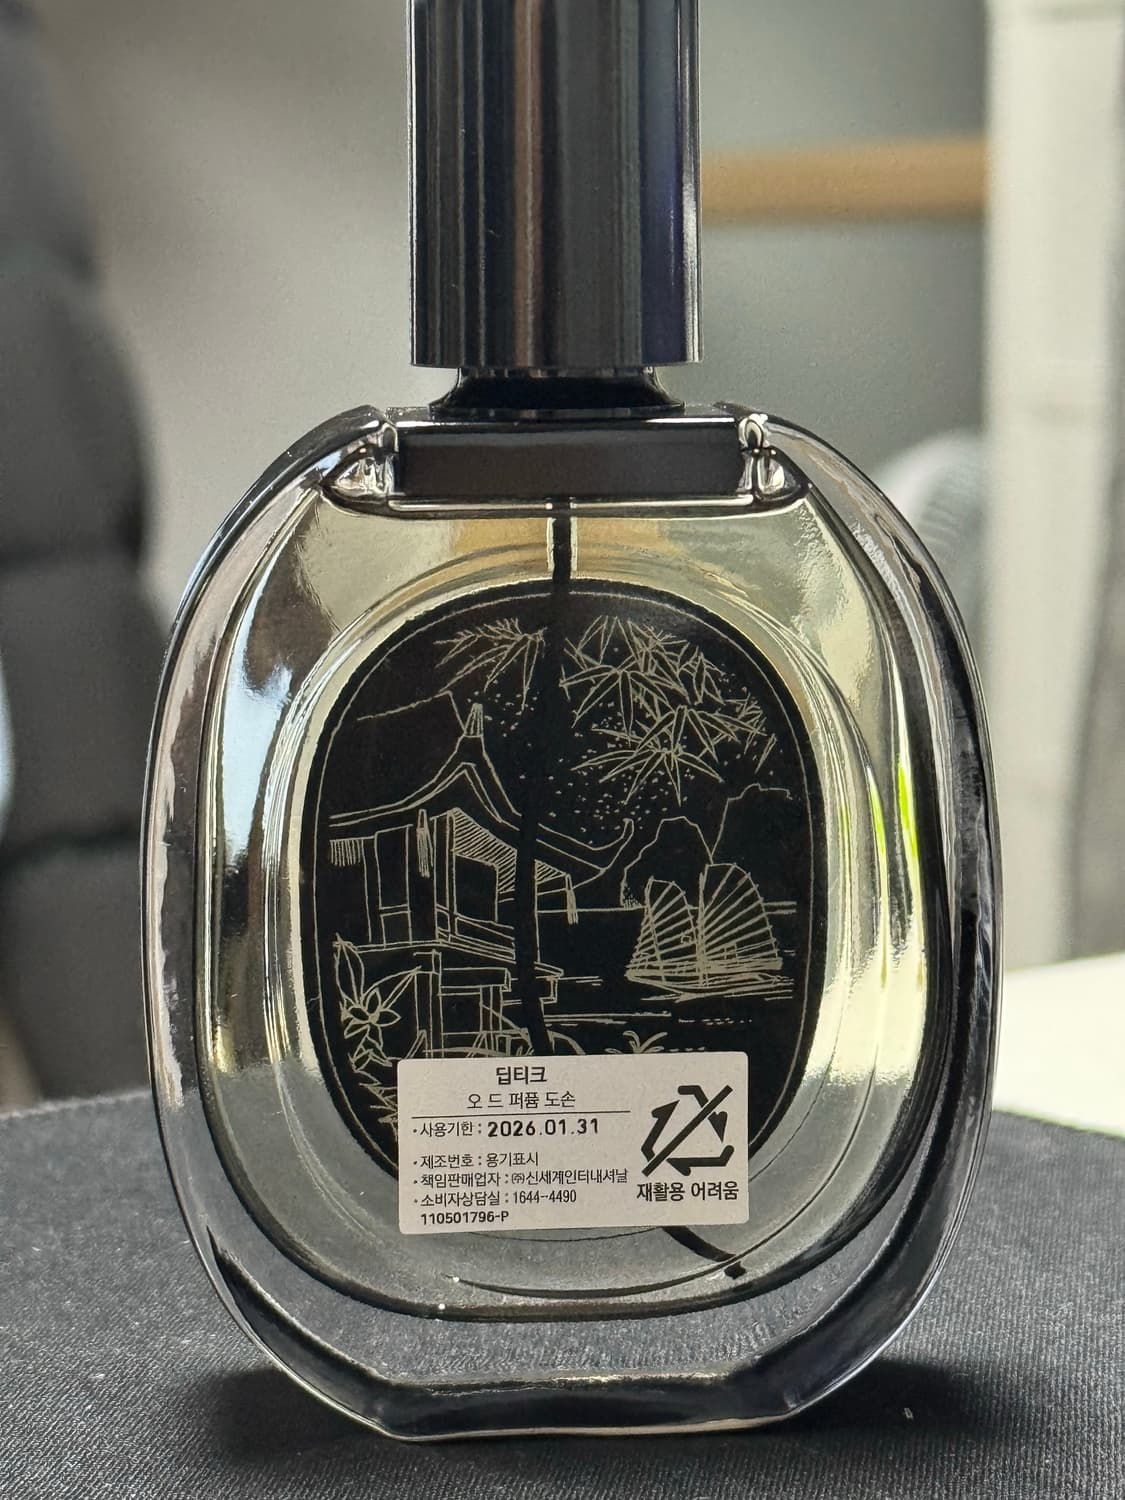 딥티크
오 드 퍼퓸 도손
·사용기한 : 2026.01.31
·제조번호 : 용기표시
·책임판매업자 : ㈜신세계인터내셔날
·소비자상담실 : 1644-4490
110501796-P
재활용 어려움